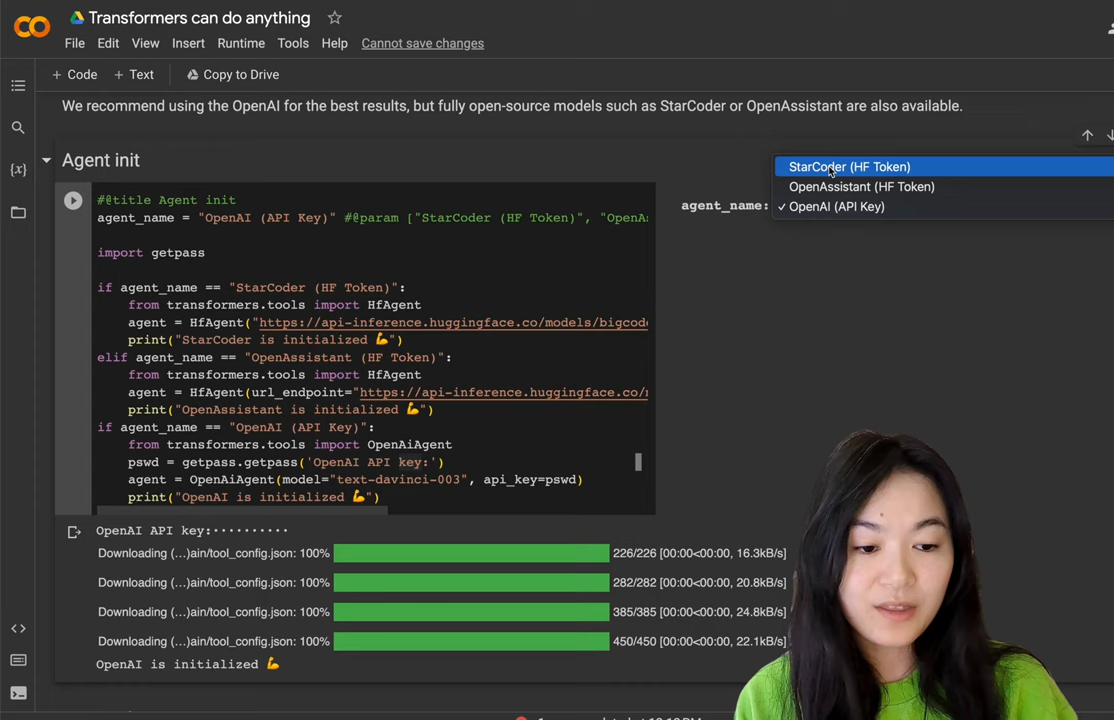 Transformers can do anything
File Edit View Insert Runtime Tools Help Cannot save changes
+ Code + Text Copy to Drive
We recommend using the OpenAI for the best results, but fully open-source models such as StarCoder or OpenAssistant are also available.
Agent init
StarCoder (HF Token)
OpenAssistant (HF Token)
agent_name: ✓ OpenAI (API Key)
#@title Agent init
agent_name = "OpenAI (API Key)" #@param ["StarCoder (HF Token)", "OpenAs
import getpass
if agent_name == "StarCoder (HF Token)":
from transformers.tools import HfAgent
agent = HfAgent("https://api-inference.huggingface.co/models/bigcode
print("StarCoder is initialized 💪")
elif agent_name == "OpenAssistant (HF Token)":
from transformers.tools import HfAgent
agent = HfAgent(url_endpoint="https://api-inference.huggingface.co/m
print("OpenAssistant is initialized 💪")
if agent_name == "OpenAI (API Key)":
from transformers.tools import OpenAiAgent
pswd = getpass.getpass('OpenAI API key:')
agent = OpenAiAgent(model="text-davinci-003", api_key=pswd)
print("OpenAI is initialized 💪")
OpenAI API key:··········
Downloading (…)ain/tool_config.json: 100% 226/226 [00:00<00:00, 16.3kB/s]
Downloading (…)ain/tool_config.json: 100% 282/282 [00:00<00:00, 20.8kB/s]
Downloading (…)ain/tool_config.json: 100% 385/385 [00:00<00:00, 24.8kB/s]
Downloading (…)ain/tool_config.json: 100% 450/450 [00:00<00:00, 22.1kB/s]
OpenAI is initialized 💪